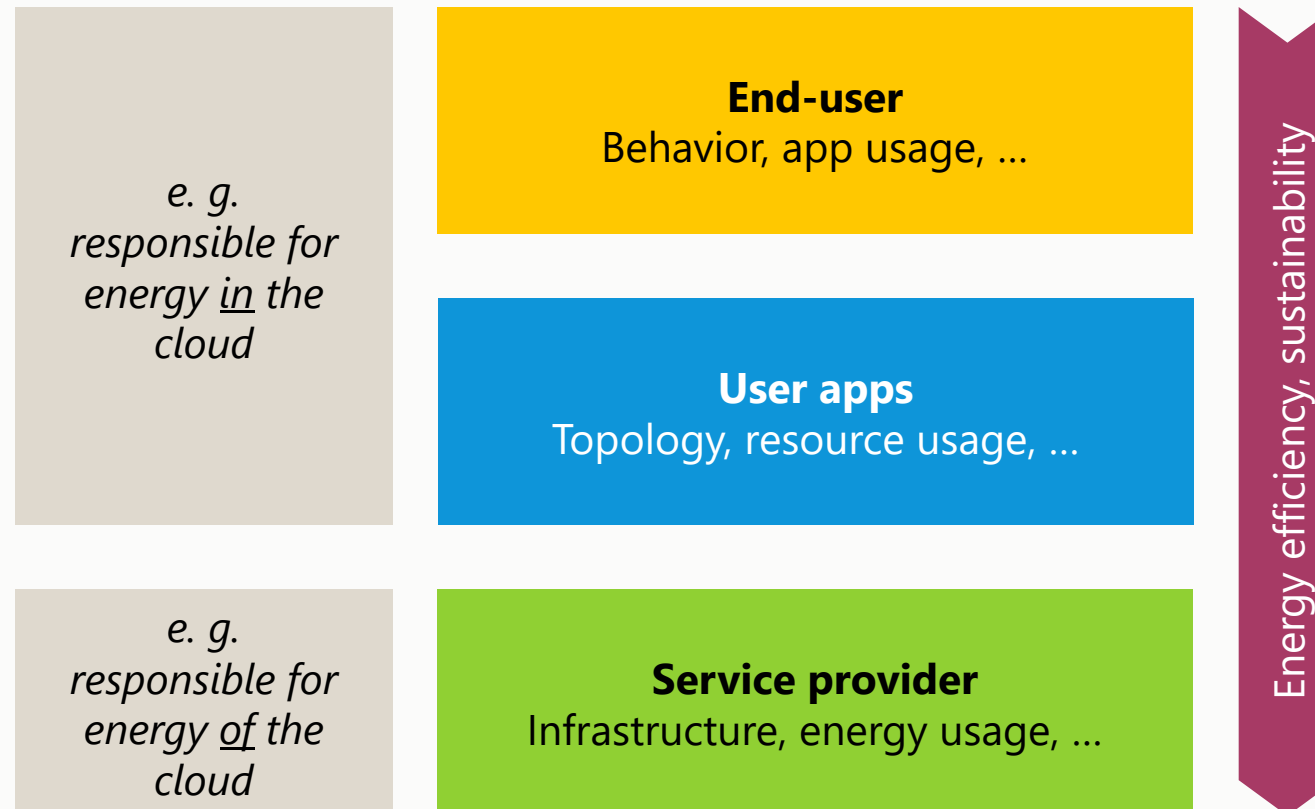 e. g.
responsible for
energy in the
cloud
End-user
Behavior, app usage, ...
User apps
Topology, resource usage, ...
e. g.
responsible for
energy of the
cloud
Service provider
Infrastructure, energy usage, ...
Energy efficiency, sustainability